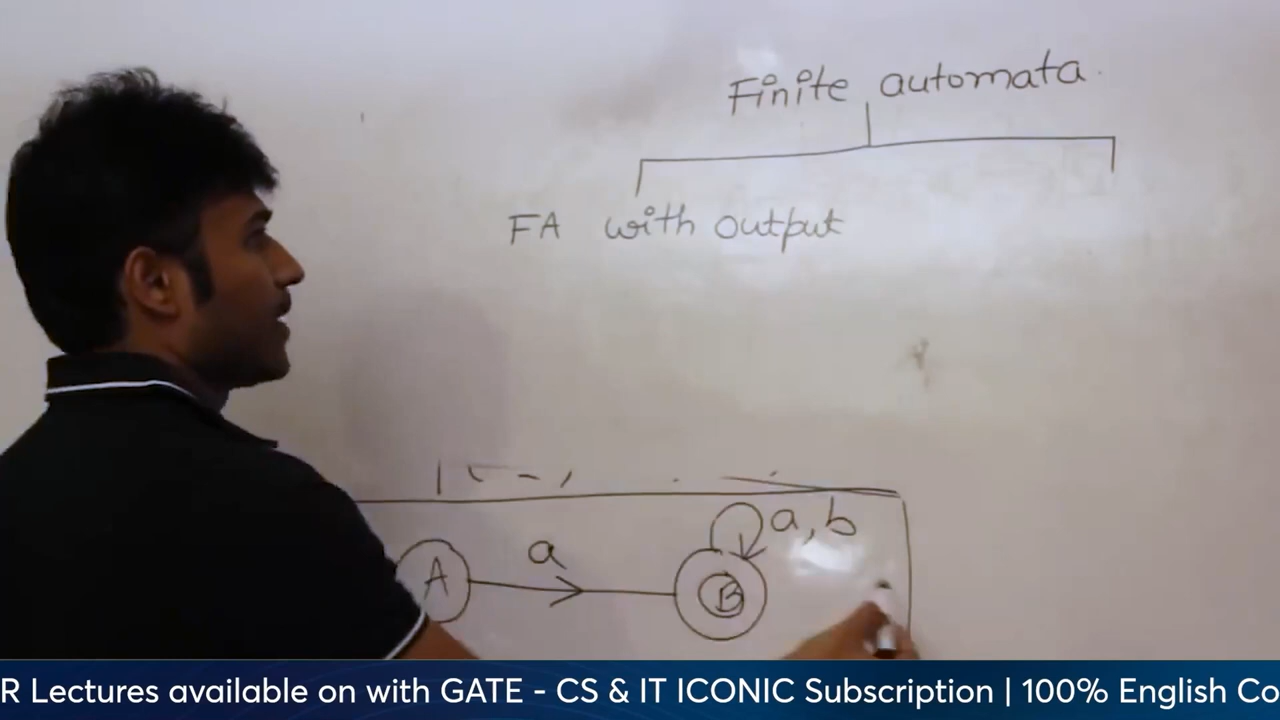 Finite automata
FA with output
a, b
a
A
B
R Lectures available on with GATE - CS & IT ICONIC Subscription | 100% English Co